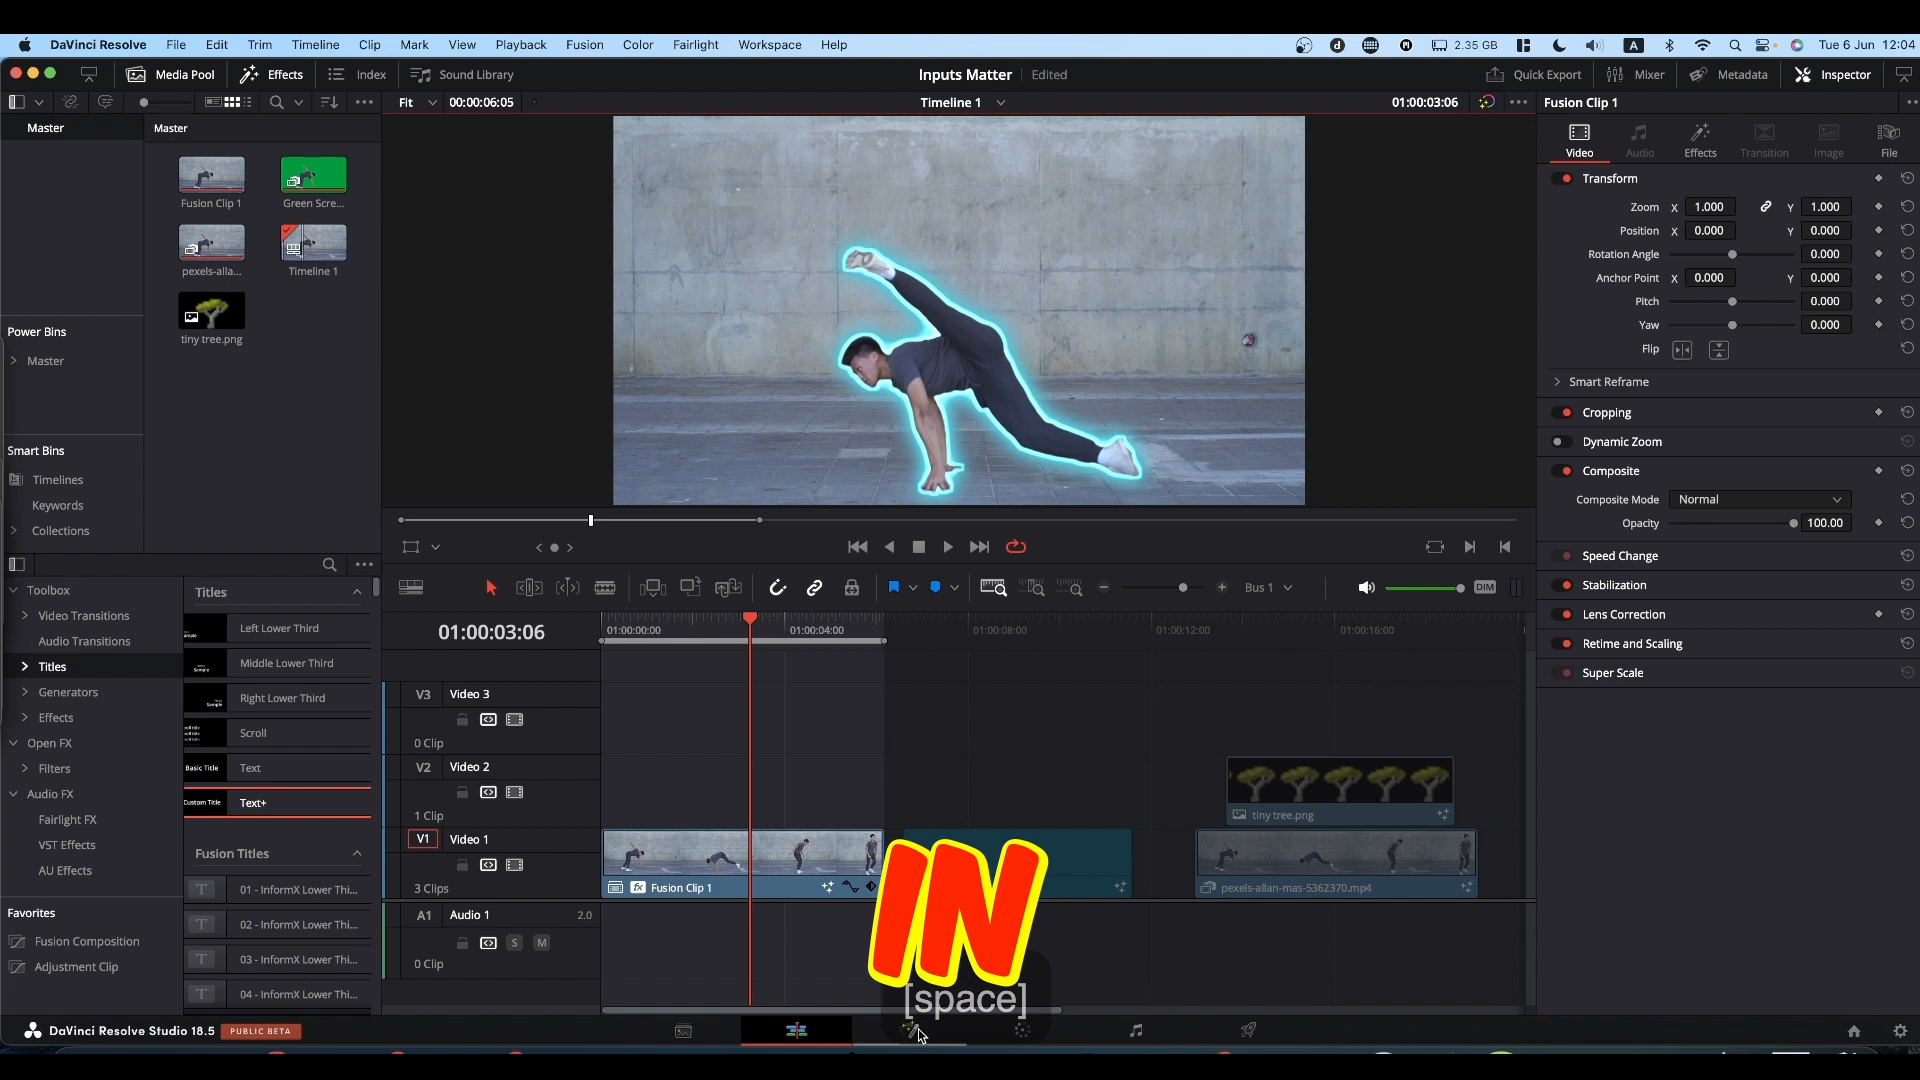 DaVinci Resolve File Edit Trim Timeline Clip Mark View Playback Fusion Color Fairlight Workspace Help 2.35 GB A Tue 6 Jun 12:04
Media Pool Effects Index Sound Library Inputs Matter Edited Quick Export Mixer Metadata Inspector
Fit 00:00:06:05 Timeline 1 01:00:03:06 Fusion Clip 1
Master Master
Video Audio Effects Transition Image File
Fusion Clip 1 Green Scre...
pexels-alla... Timeline 1
tiny tree.png
Power Bins
Master
Smart Bins
Timelines
Keywords
Collections
Transform
Zoom X 1.000 Y 1.000
Position X 0.000 Y 0.000
Rotation Angle 0.000
Anchor Point X 0.000 Y 0.000
Pitch 0.000
Yaw 0.000
Flip
Smart Reframe
Cropping
Dynamic Zoom
Composite
Composite Mode Normal
Opacity 100.00
Speed Change
Stabilization
Lens Correction
Retime and Scaling
Super Scale
Toolbox
Video Transitions
Audio Transitions
Titles
Generators
Effects
Open FX
Filters
Audio FX
Fairlight FX
VST Effects
AU Effects
Favorites
Fusion Composition
Adjustment Clip
Titles
Left Lower Third
Middle Lower Third
Right Lower Third
Scroll
Basic Title Text
Custom Title Text+
Fusion Titles
01 - InformX Lower Thi...
02 - InformX Lower Thi...
03 - InformX Lower Thi...
04 - InformX Lower Thi...
Bus 1 DIM
01:00:03:06 01:00:00:00 01:00:04:00 01:00:08:00 01:00:12:00 01:00:16:00
V3 Video 3
0 Clip
V2 Video 2
1 Clip
tiny tree.png
V1 Video 1
3 Clips
Fusion Clip 1
pexels-allan-mas-5362370.mp4
A1 Audio 1 2.0
S M
0 Clip
IN
[space]
DaVinci Resolve Studio 18.5 PUBLIC BETA